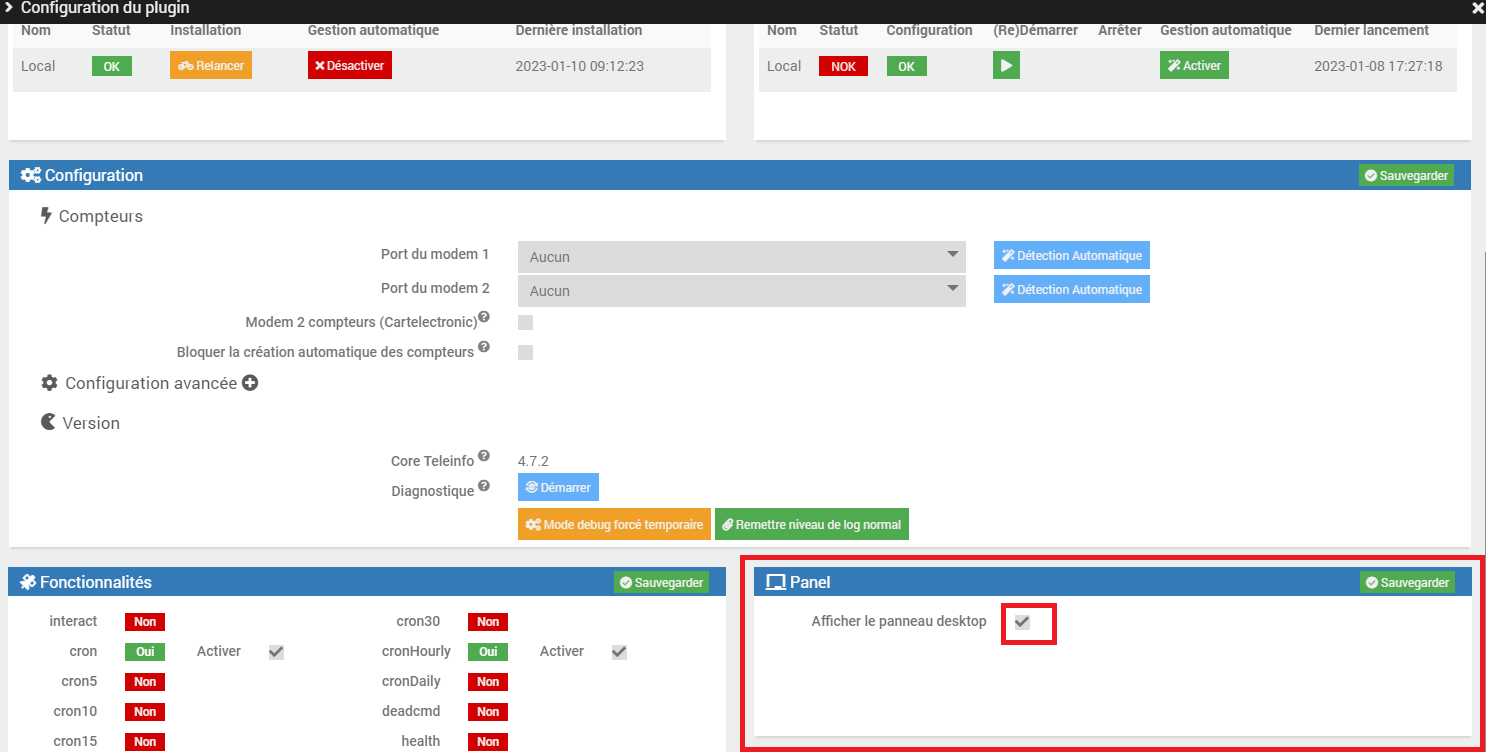 Configuration du plugin
Nom Statut Installation Gestion automatique Dernière installation
Local OK Relancer Désactiver 2023-01-10 09:12:23
Nom Statut Configuration (Re)Démarrer Arrêter Gestion automatique Dernier lancement
Local NOK OK Activer 2023-01-08 17:27:18
Configuration Sauvegarder
Compteurs
Port du modem 1 Aucun Détection Automatique
Port du modem 2 Aucun Détection Automatique
Modem 2 compteurs (Cartelectronic)
Bloquer la création automatique des compteurs
Configuration avancée
Version
Core Teleinfo 4.7.2
Diagnostique Démarrer
Mode debug forcé temporaire Remettre niveau de log normal
Fonctionnalités Sauvegarder
interact Non cron30 Non
cron Oui Activer cronHourly Oui Activer
cron5 Non cronDaily Non
cron10 Non deadcmd Non
cron15 Non health Non
Panel Sauvegarder
Afficher le panneau desktop